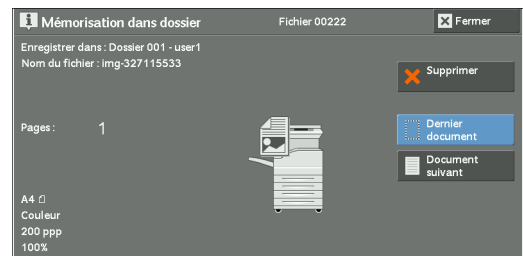 Mémorisation dans dossier
Fichier 00222
Fermer
Enregistrer dans : Dossier 001 - user1
Nom du fichier : img-327115533
Supprimer
Pages :
1
Dernier
document
Document
suivant
A4
Couleur
200 ppp
100%